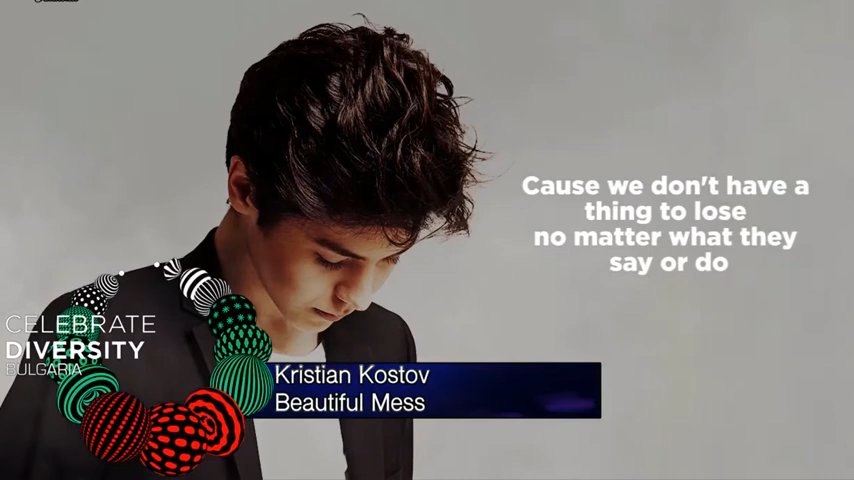 Cause we don't have a
thing to lose
no matter what they
say or do
CELEBRATE
DIVERSITY
BULGARIA
Kristian Kostov
Beautiful Mess